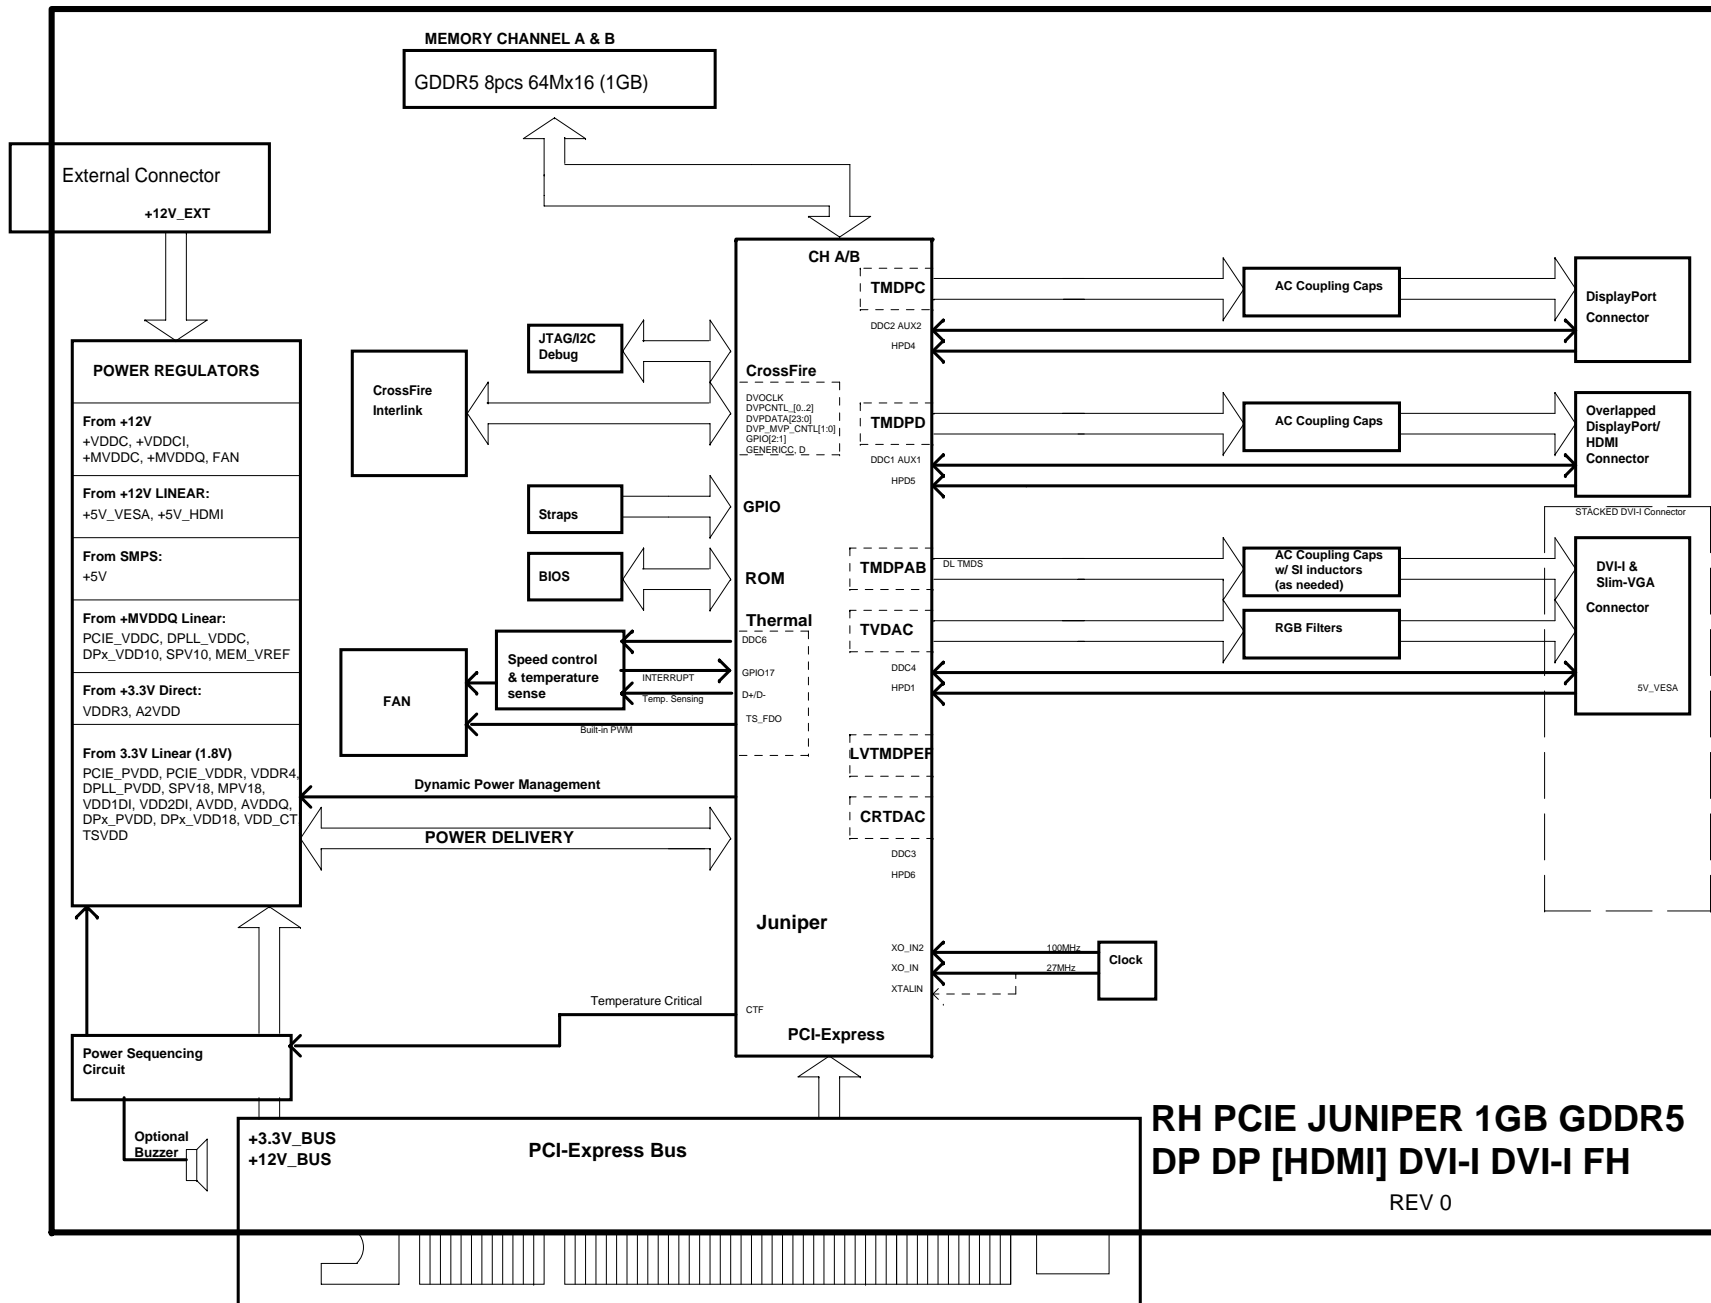 MEMORY CHANNEL A & B
GDDR5 8pcs 64Mx16 (1GB)
External Connector
+12V_EXT
POWER REGULATORS
From +12V
+VDDC, +VDDCI,
+MVDDC, +MVDDQ, FAN
From +12V LINEAR:
+5V_VESA, +5V_HDMI
From SMPS:
+5V
From +MVDDQ Linear:
PCIE_VDDC, DPLL_VDDC,
DPx_VDD10, SPV10, MEM_VREF
From +3.3V Direct:
VDDR3, A2VDD
From 3.3V Linear (1.8V)
PCIE_PVDD, PCIE_VDDR, VDDR4,
DPLL_PVDD, SPV18, MPV18,
VDD1DI, VDD2DI, AVDD, AVDDQ,
DPx_PVDD, DPx_VDD18, VDD_CT
TSVDD
Power Sequencing
Circuit
Optional
Buzzer
CrossFire
Interlink
JTAG/I2C
Debug
Straps
BIOS
Speed control
& temperature
sense
FAN
INTERRUPT
Temp. Sensing
Built-in PWM
Dynamic Power Management
POWER DELIVERY
Temperature Critical
CH A/B
CrossFire
DVOCLK
DVPCNTL_[0..2]
DVPDATA[23:0]
DVP_MVP_CNTL[1:0]
GPIO[2:1]
GENERICC, D
GPIO
ROM
Thermal
DDC6
GPIO17
D+/D-
TS_FDO
Juniper
CTF
PCI-Express
TMDPC
DDC2 AUX2
HPD4
TMDPD
DDC1 AUX1
HPD5
TMDPAB
DL TMDS
TVDAC
DDC4
HPD1
LVTMDPEF
CRTDAC
DDC3
HPD6
XO_IN2
XO_IN
XTALIN
100MHz
27MHz
Clock
AC Coupling Caps
DisplayPort
Connector
AC Coupling Caps
Overlapped
DisplayPort/
HDMI
Connector
STACKED DVI-I Connector
AC Coupling Caps
w/ SI inductors
(as needed)
RGB Filters
DVI-I &
Slim-VGA
Connector
5V_VESA
+3.3V_BUS
+12V_BUS
PCI-Express Bus
RH PCIE JUNIPER 1GB GDDR5
DP DP [HDMI] DVI-I DVI-I FH
REV 0